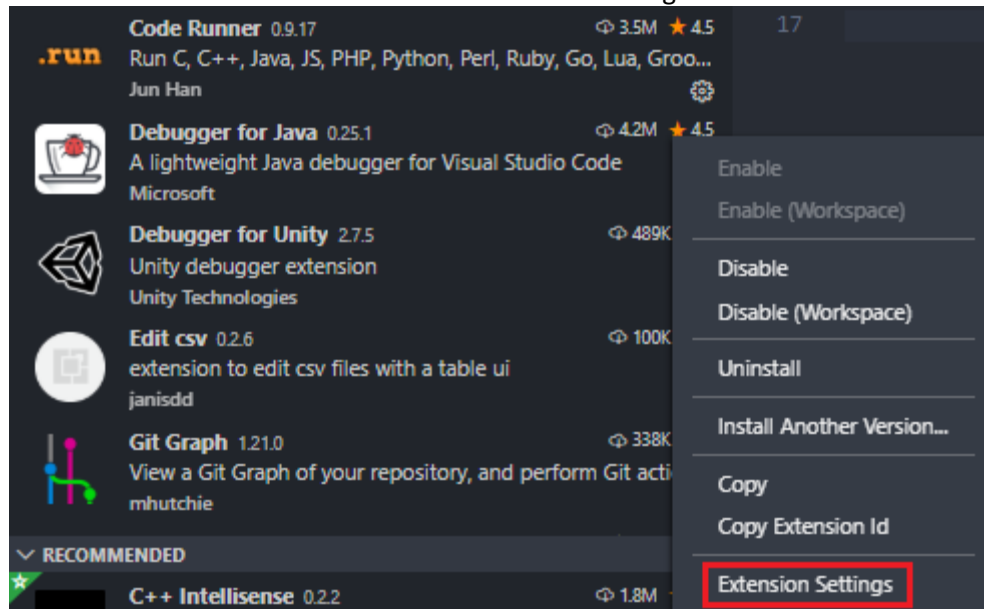 Code Runner 0.9.17 3.5M 4.5
.run
Run C, C++, Java, JS, PHP, Python, Perl, Ruby, Go, Lua, Groo...
Jun Han
17
Debugger for Java 0.25.1 4.2M 4.5
A lightweight Java debugger for Visual Studio Code
Microsoft
Debugger for Unity 2.7.5 489K
Unity debugger extension
Unity Technologies
Edit csv 0.2.6 100K
extension to edit csv files with a table ui
janisdd
Git Graph 1.21.0 338K
View a Git Graph of your repository, and perform Git acti
mhutchie
RECOMMENDED
C++ Intellisense 0.2.2 1.8M
Enable
Enable (Workspace)
Disable
Disable (Workspace)
Uninstall
Install Another Version...
Copy
Copy Extension Id
Extension Settings